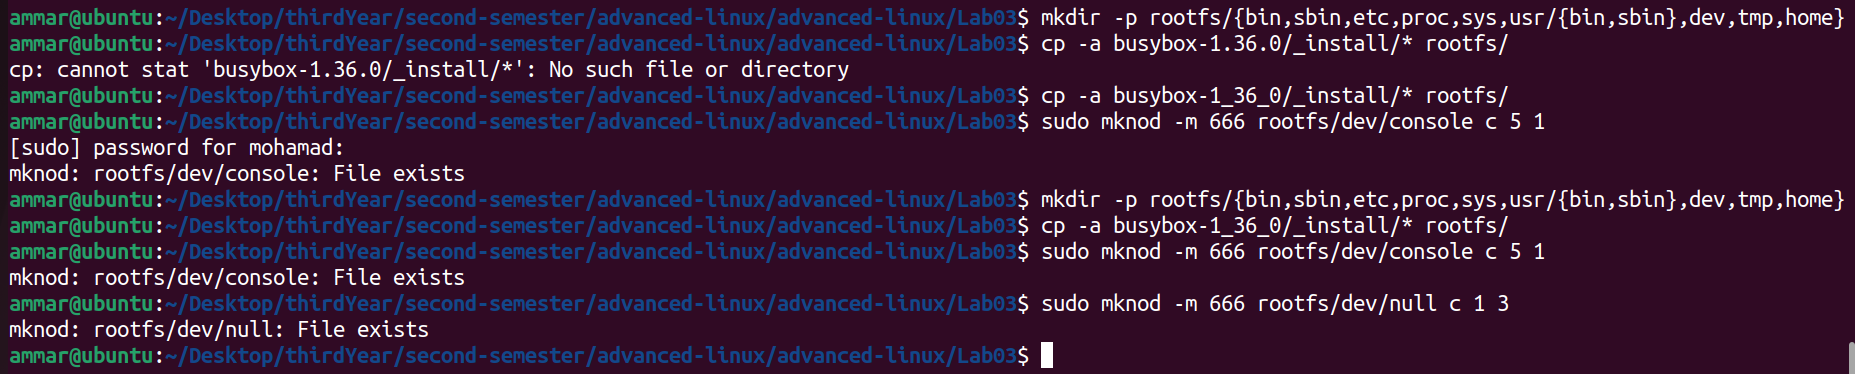 ammar@ubuntu:~/Desktop/thirdYear/second-semester/advanced-linux/advanced-linux/Lab03$ mkdir -p rootfs/{bin,sbin,etc,proc,sys,usr/{bin,sbin},dev,tmp,home}
ammar@ubuntu:~/Desktop/thirdYear/second-semester/advanced-linux/advanced-linux/Lab03$ cp -a busybox-1.36.0/_install/* rootfs/
cp: cannot stat 'busybox-1.36.0/_install/*': No such file or directory
ammar@ubuntu:~/Desktop/thirdYear/second-semester/advanced-linux/advanced-linux/Lab03$ cp -a busybox-1_36_0/_install/* rootfs/
ammar@ubuntu:~/Desktop/thirdYear/second-semester/advanced-linux/advanced-linux/Lab03$ sudo mknod -m 666 rootfs/dev/console c 5 1
[sudo] password for mohamad:
mknod: rootfs/dev/console: File exists
ammar@ubuntu:~/Desktop/thirdYear/second-semester/advanced-linux/advanced-linux/Lab03$ mkdir -p rootfs/{bin,sbin,etc,proc,sys,usr/{bin,sbin},dev,tmp,home}
ammar@ubuntu:~/Desktop/thirdYear/second-semester/advanced-linux/advanced-linux/Lab03$ cp -a busybox-1_36_0/_install/* rootfs/
ammar@ubuntu:~/Desktop/thirdYear/second-semester/advanced-linux/advanced-linux/Lab03$ sudo mknod -m 666 rootfs/dev/console c 5 1
mknod: rootfs/dev/console: File exists
ammar@ubuntu:~/Desktop/thirdYear/second-semester/advanced-linux/advanced-linux/Lab03$ sudo mknod -m 666 rootfs/dev/null c 1 3
mknod: rootfs/dev/null: File exists
ammar@ubuntu:~/Desktop/thirdYear/second-semester/advanced-linux/advanced-linux/Lab03$